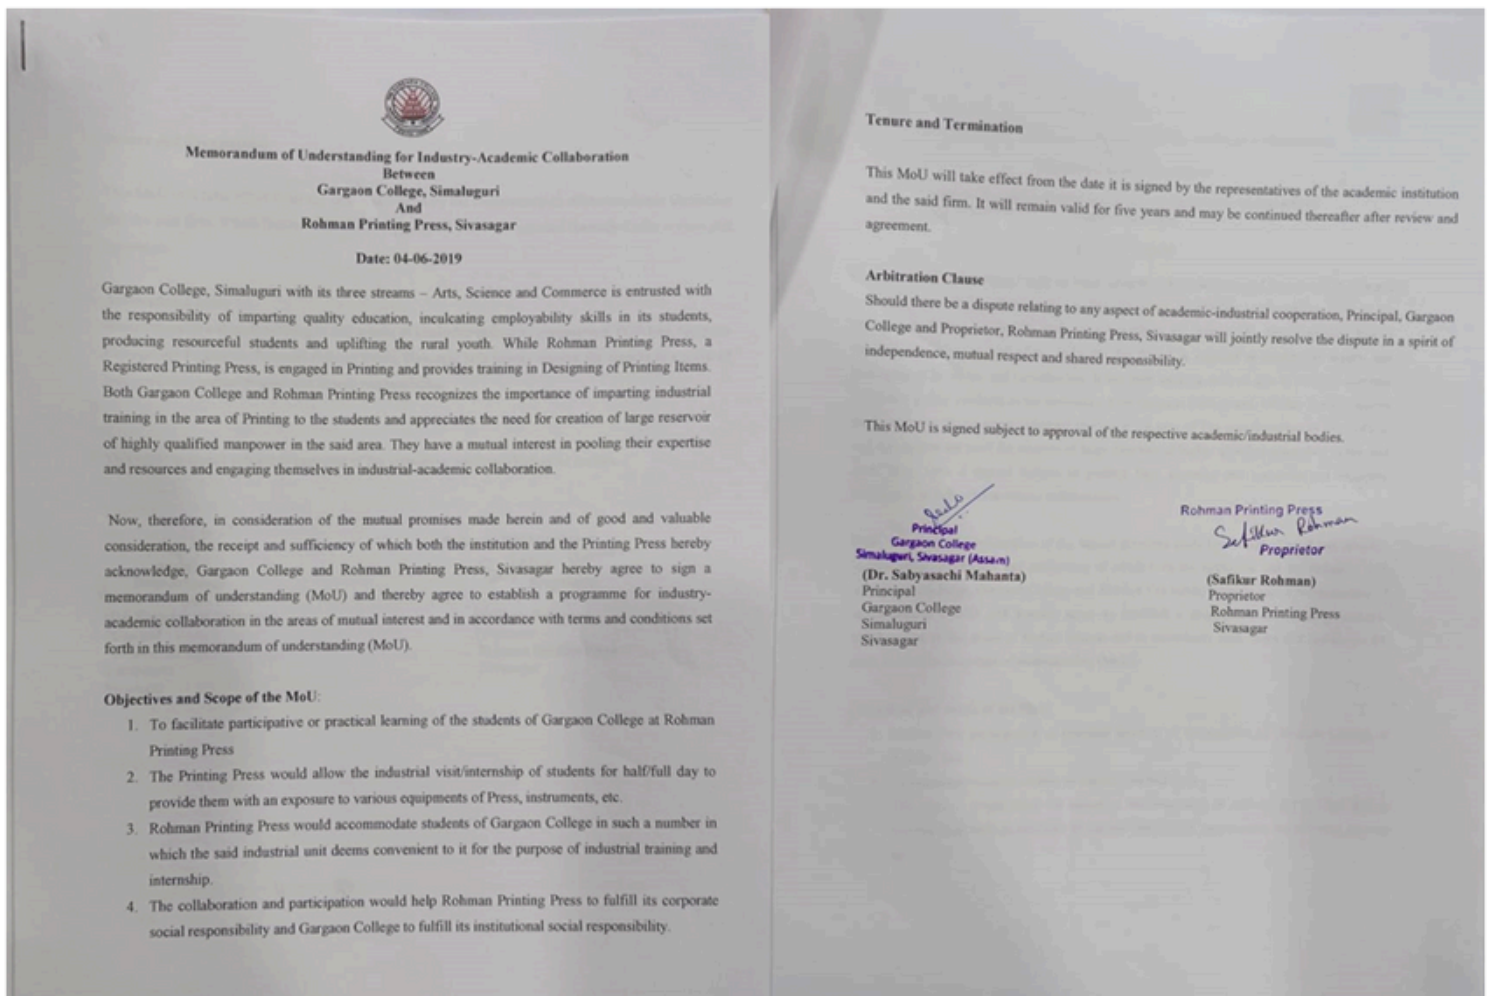 Memorandum of Understanding for Industry-Academic Collaboration
Between
Gargaon College, Simaluguri
And
Rohman Printing Press, Sivasagar
Date: 04-06-2019
Gargaon College, Simaluguri with its three streams – Arts, Science and Commerce is entrusted with
the responsibility of imparting quality education, inculcating employability skills in its students,
producing resourceful students and uplifting the rural youth. While Rohman Printing Press, a
Registered Printing Press, is engaged in Printing and provides training in Designing of Printing Items.
Both Gargaon College and Rohman Printing Press recognizes the importance of imparting industrial
training in the area of Printing to the students and appreciates the need for creation of large reservoir
of highly qualified manpower in the said area. They have a mutual interest in pooling their expertise
and resources and engaging themselves in industrial-academic collaboration.
Now, therefore, in consideration of the mutual promises made herein and of good and valuable
consideration, the receipt and sufficiency of which both the institution and the Printing Press hereby
acknowledge, Gargaon College and Rohman Printing Press, Sivasagar hereby agree to sign a
memorandum of understanding (MoU) and thereby agree to establish a programme for industry-
academic collaboration in the areas of mutual interest and in accordance with terms and conditions set
forth in this memorandum of understanding (MoU).
Objectives and Scope of the MoU:
1. To facilitate participative or practical learning of the students of Gargaon College at Rohman
Printing Press
2. The Printing Press would allow the industrial visit/internship of students for half/full day to
provide them with an exposure to various equipments of Press, instruments, etc.
3. Rohman Printing Press would accommodate students of Gargaon College in such a number in
which the said industrial unit deems convenient to it for the purpose of industrial training and
internship.
4. The collaboration and participation would help Rohman Printing Press to fulfill its corporate
social responsibility and Gargaon College to fulfill its institutional social responsibility.
Tenure and Termination
This MoU will take effect from the date it is signed by the representatives of the academic institution
and the said firm. It will remain valid for five years and may be continued thereafter after review and
agreement.
Arbitration Clause
Should there be a dispute relating to any aspect of academic-industrial cooperation, Principal, Gargaon
College and Proprietor, Rohman Printing Press, Sivasagar will jointly resolve the dispute in a spirit of
independence, mutual respect and shared responsibility.
This MoU is signed subject to approval of the respective academic/industrial bodies.
Principal
Gargaon College
Simaluguri, Sivasagar (Assam)
(Dr. Sabyasachi Mahanta)
Principal
Gargaon College
Simaluguri
Sivasagar
Rohman Printing Press
Safikur Rohman
Proprietor
(Safikur Rohman)
Proprietor
Rohman Printing Press
Sivasagar